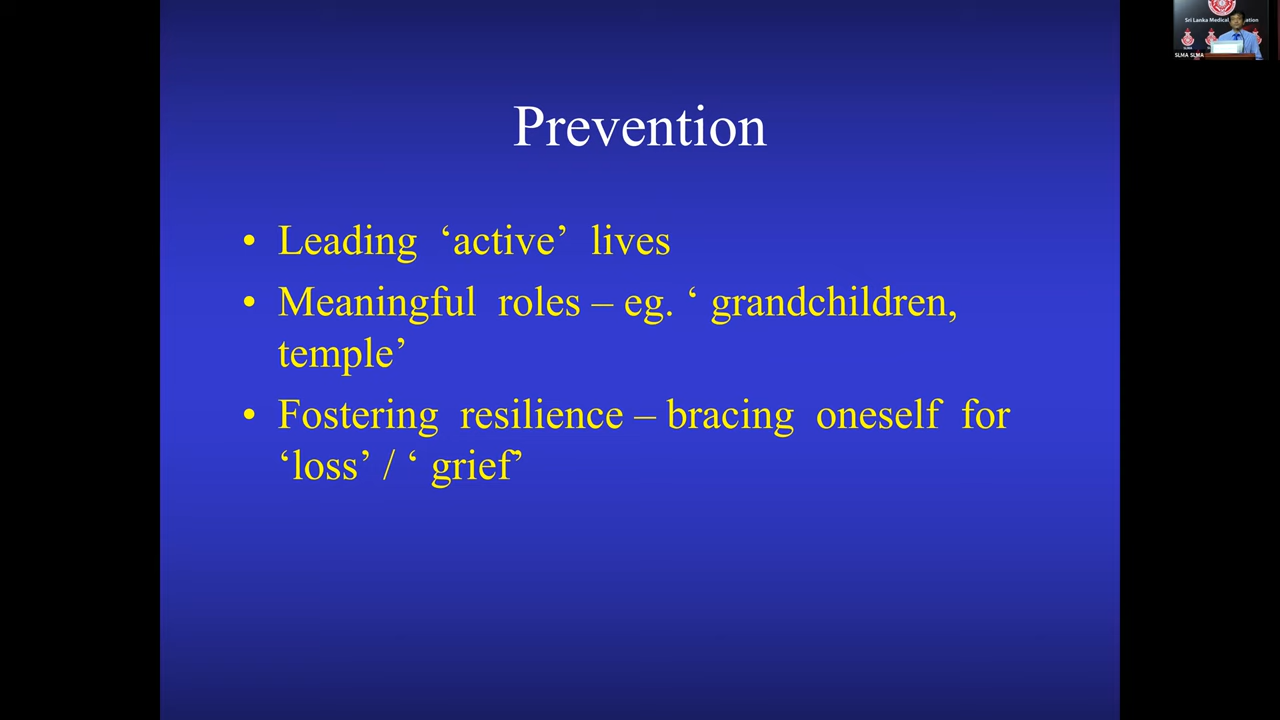 Prevention
• Leading ‘active’ lives
• Meaningful roles – eg. ‘ grandchildren,
temple’
• Fostering resilience – bracing oneself for
‘loss’ / ‘ grief’
Sri Lanka Medical
SLMA SLMA